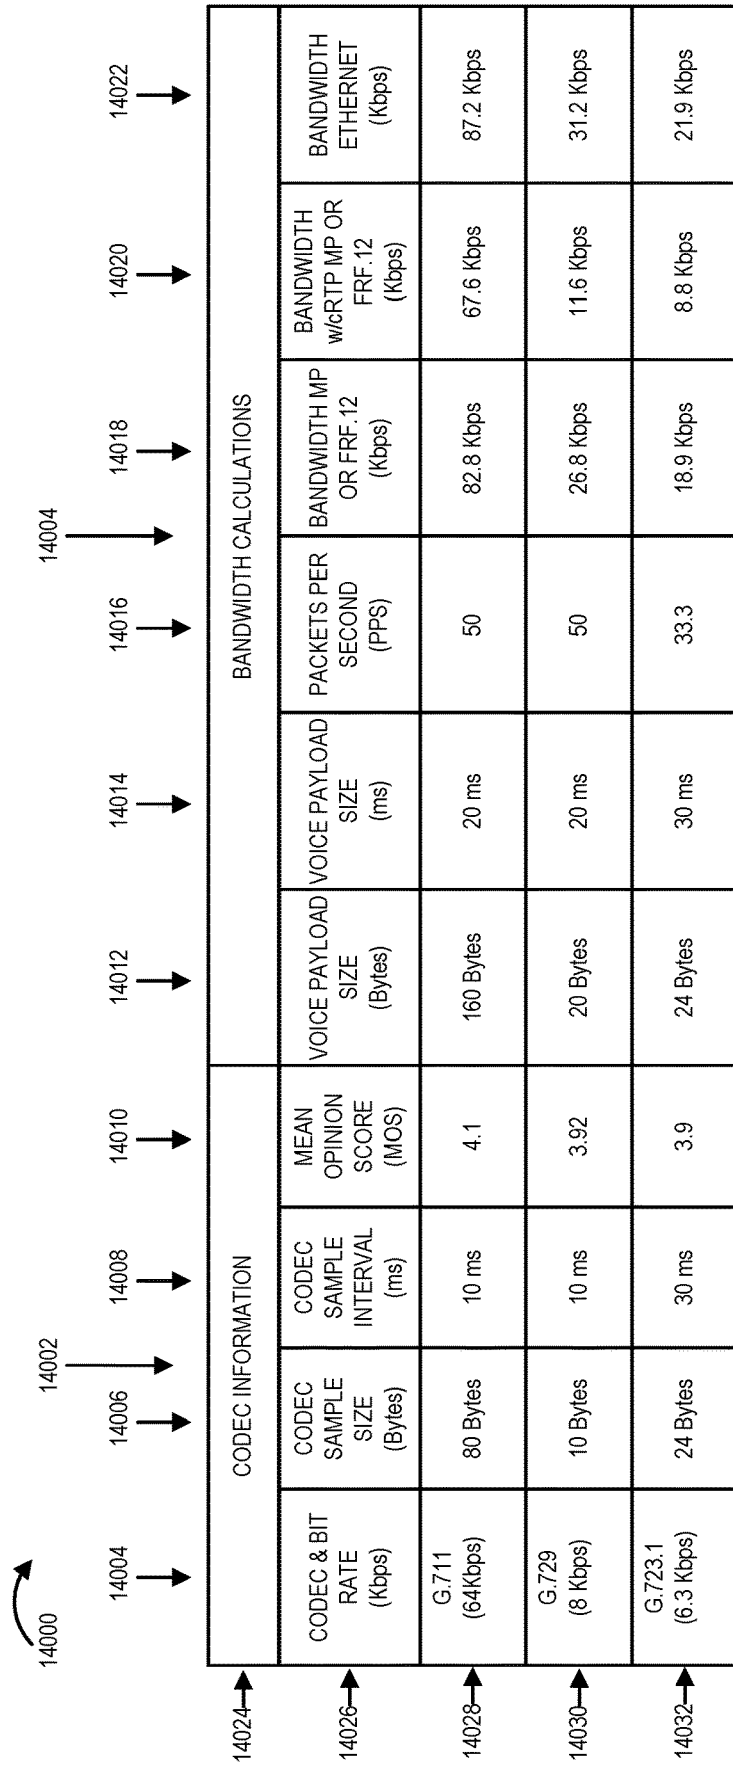 14000
14002
14004
14004
14006
14008
14010
14012
14014
14016
14018
14020
14022
14024
CODEC INFORMATION
BANDWIDTH CALCULATIONS
14026
CODEC & BIT
RATE
(Kbps)
CODEC
SAMPLE
SIZE
(Bytes)
CODEC
SAMPLE
INTERVAL
(ms)
MEAN
OPINION
SCORE
(MOS)
VOICE PAYLOAD
SIZE
(Bytes)
VOICE PAYLOAD
SIZE
(ms)
PACKETS PER
SECOND
(PPS)
BANDWIDTH MP
OR FRF.12
(Kbps)
BANDWIDTH
w/cRTP MP OR
FRF.12
(Kbps)
BANDWIDTH
ETHERNET
(Kbps)
14028
G.711
(64Kbps)
80 Bytes
10 ms
4.1
160 Bytes
20 ms
50
82.8 Kbps
67.6 Kbps
87.2 Kbps
14030
G.729
(8 Kbps)
10 Bytes
10 ms
3.92
20 Bytes
20 ms
50
26.8 Kbps
11.6 Kbps
31.2 Kbps
14032
G.723.1
(6.3 Kbps)
24 Bytes
30 ms
3.9
24 Bytes
30 ms
33.3
18.9 Kbps
8.8 Kbps
21.9 Kbps